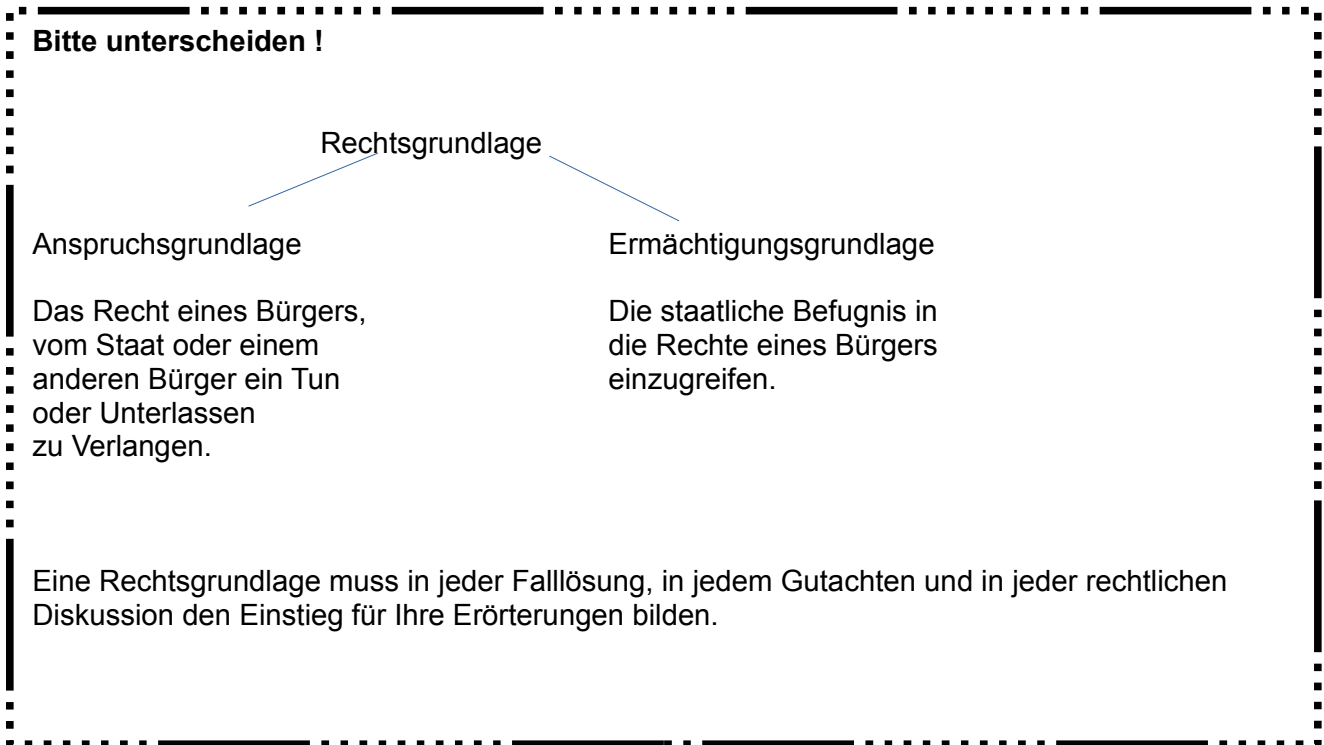 Bitte unterscheiden !
Rechtsgrundlage
Anspruchsgrundlage
Das Recht eines Bürgers,
vom Staat oder einem
anderen Bürger ein Tun
oder Unterlassen
zu Verlangen.
Ermächtigungsgrundlage
Die staatliche Befugnis in
die Rechte eines Bürgers
einzugreifen.
Eine Rechtsgrundlage muss in jeder Falllösung, in jedem Gutachten und in jeder rechtlichen
Diskussion den Einstieg für Ihre Erörterungen bilden.